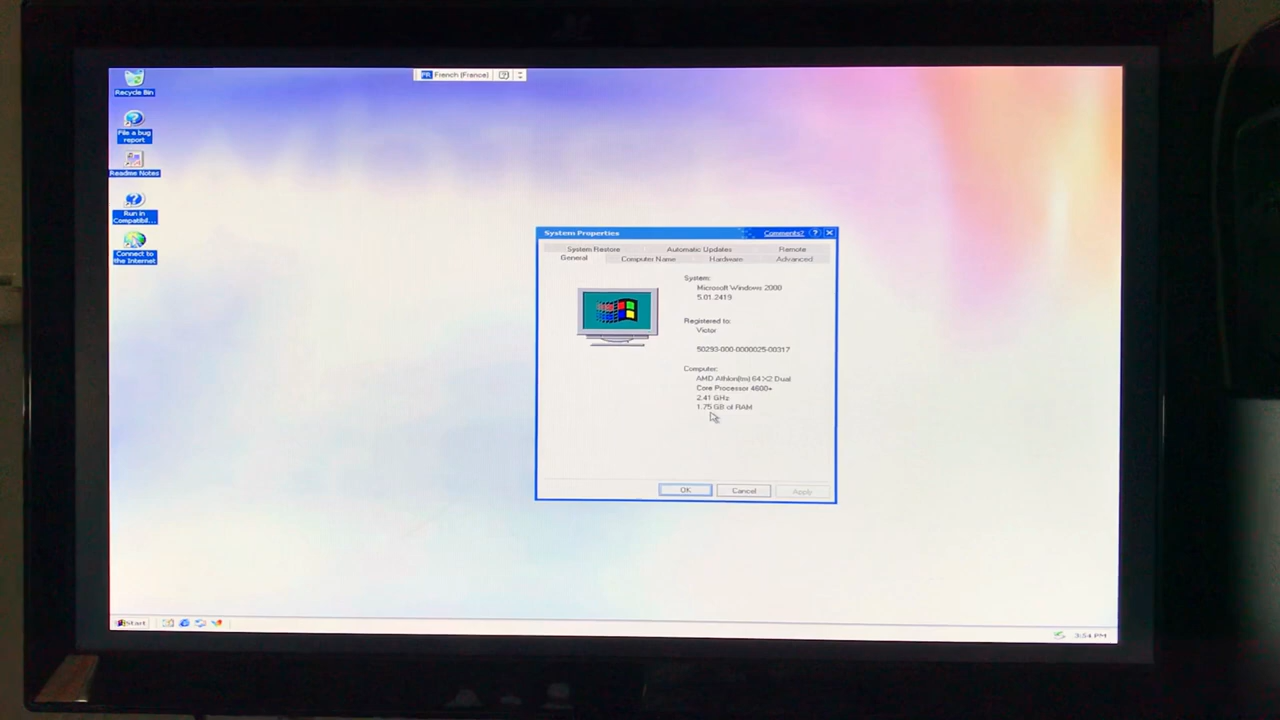 Recycle Bin
FR French (France)
File a bug
report
Readme Notes
Run in
Compatibil...
Connect to
the Internet
System Properties
Comments?
System Restore
Automatic Updates
Remote
General
Computer Name
Hardware
Advanced
System:
Microsoft Windows 2000
5.01.2419
Registered to:
Victor
50293-000-0000025-00317
Computer:
AMD Athlon(tm) 64 X2 Dual
Core Processor 4600+
2.41 GHz
1.75 GB of RAM
OK
Cancel
Apply
Start
3:54 PM